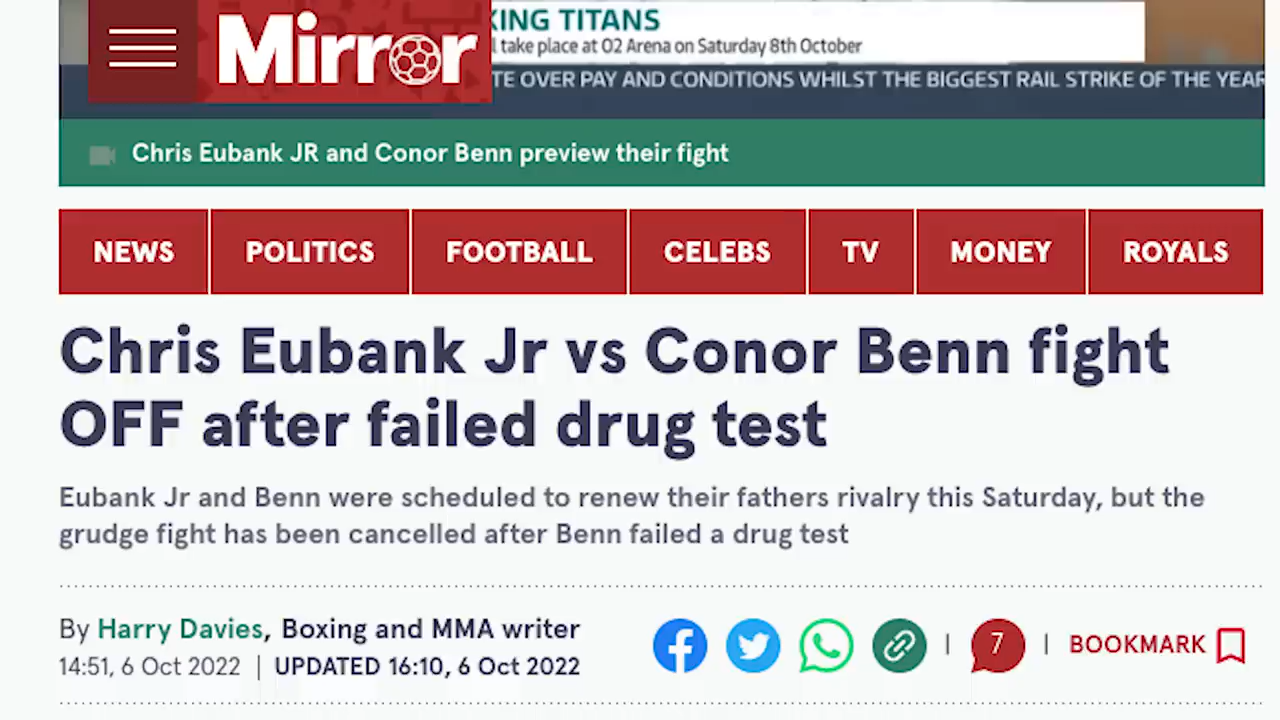 KING TITANS
Mirror
l take place at O2 Arena on Saturday 8th October
TE OVER PAY AND CONDITIONS WHILST THE BIGGEST RAIL STRIKE OF THE YEAR
Chris Eubank JR and Conor Benn preview their fight
NEWS POLITICS FOOTBALL CELEBS TV MONEY ROYALS
Chris Eubank Jr vs Conor Benn fight
OFF after failed drug test
Eubank Jr and Benn were scheduled to renew their fathers rivalry this Saturday, but the
grudge fight has been cancelled after Benn failed a drug test
By Harry Davies, Boxing and MMA writer
14:51, 6 Oct 2022 | UPDATED 16:10, 6 Oct 2022
7 | BOOKMARK